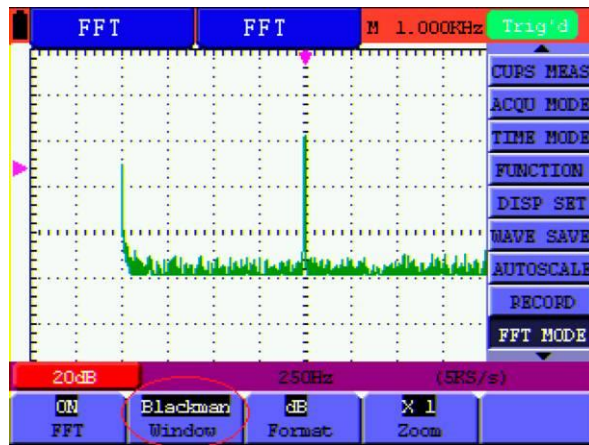 FFT FFT M 1.000KHz Trig'd
CURS MEAS
ACQU MODE
TIME MODE
FUNCTION
DISP SET
WAVE SAVE
AUTOSCALE
RECORD
FFT MODE
20dB 250Hz (5KS/s)
ON Blackman dB X 1
FFT Window Format Zoom